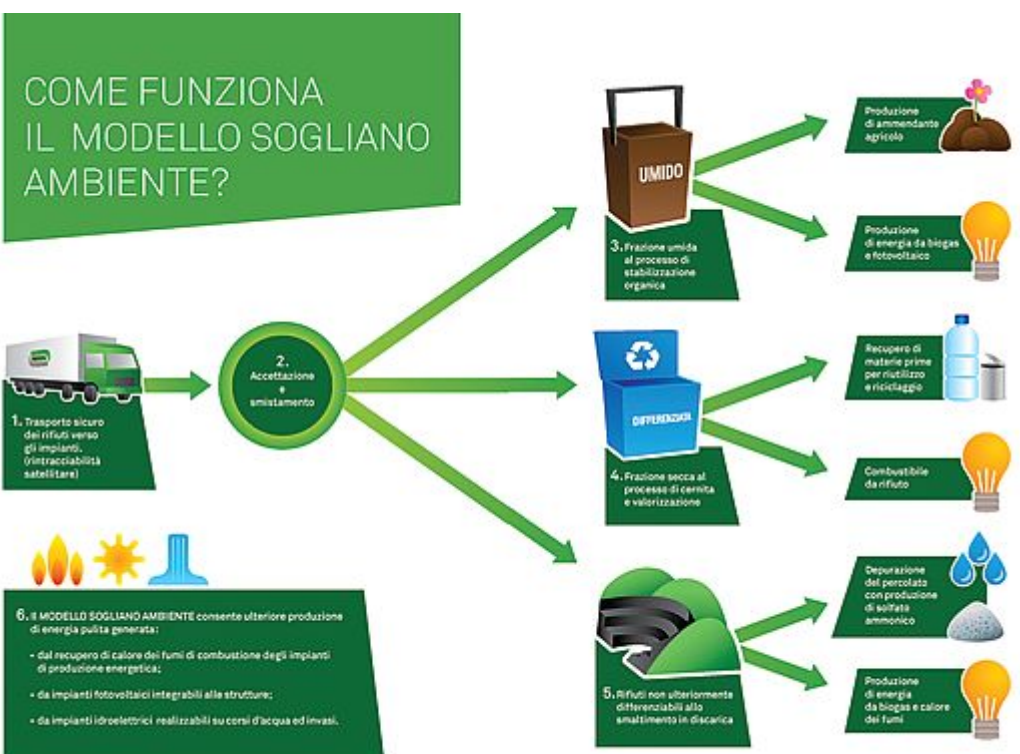 COME FUNZIONA
IL MODELLO SOGLIANO
AMBIENTE?
1. Trasporto sicuro
dei rifiuti verso
gli impianti.
(rintracciabilità
satellitare)
2.
Accettazione
e
smistamento
UMIDO
3. Frazione umida
al processo di
stabilizzazione
organica
Produzione
di ammendante
agricolo
Produzione
di energia da biogas
e fotovoltaico
DIFFERENZIATA
4. Frazione secca al
processo di cernita
e valorizzazione
Recupero di
materie prime
per riutilizzo
e riciclaggio
Combustibile
da rifiuto
5. Rifiuti non ulteriormente
differenziabili allo
smaltimento in discarica
Depurazione
del percolato
con produzione
di solfato
ammonico
Produzione
di energia
da biogas e calore
dei fumi
6. Il MODELLO SOGLIANO AMBIENTE consente ulteriore produzione
di energia pulita generata:
- dal recupero di calore dei fumi di combustione degli impianti
di produzione energetica;
- da impianti fotovoltaici integrabili alle strutture;
- da impianti idroelettrici realizzabili su corsi d'acqua ed invasi.